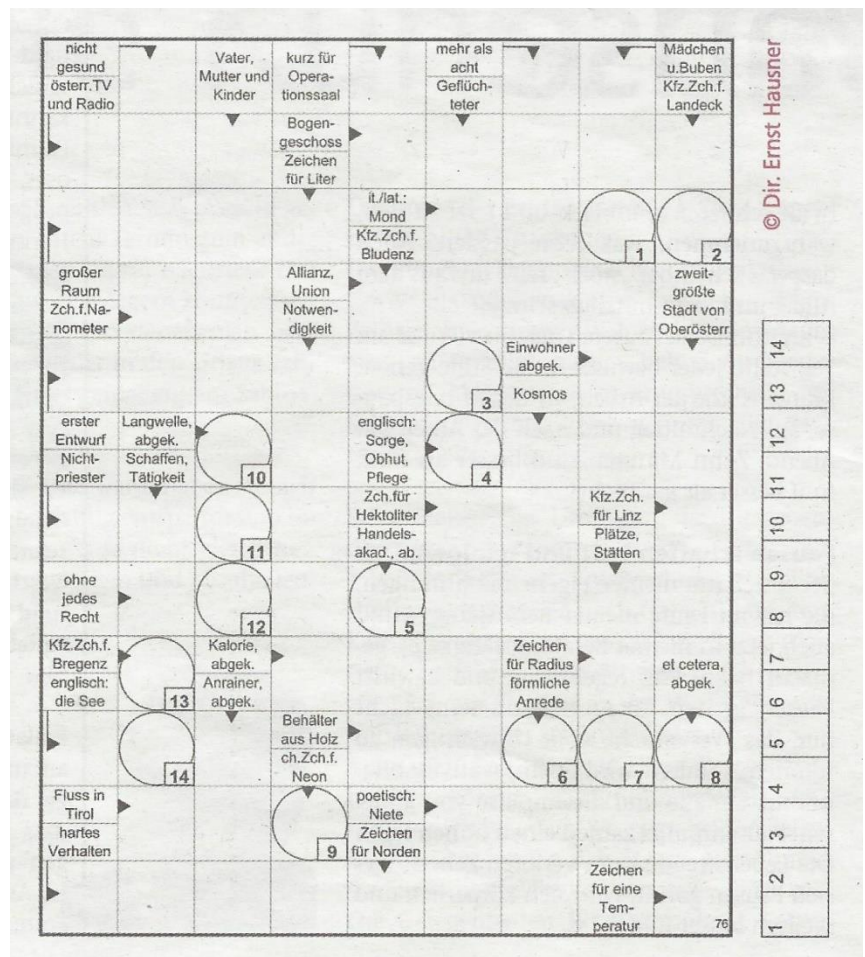 nicht
gesund
österr.TV
und Radio
Vater,
Mutter und
Kinder
kurz für
Opera-
tionssaal
mehr als
acht
Geflüch-
teter
Mädchen
u.Buben
Kfz.Zch.f.
Landeck
Bogen-
geschoss
Zeichen
für Liter
it./lat.:
Mond
Kfz.Zch.f.
Bludenz
1
2
großer
Raum
Zch.f.Na-
nometer
Allianz,
Union
Notwen-
digkeit
zweit-
größte
Stadt von
Oberösterr.
3
Einwohner
abgek.
Kosmos
erster
Entwurf
Nicht-
priester
Langwelle,
abgek.
Schaffen,
Tätigkeit
10
englisch:
Sorge,
Obhut,
Pflege
4
11
Zch.für
Hektoliter
Handels-
akad., ab.
Kfz.Zch.
für Linz
Plätze,
Stätten
ohne
jedes
Recht
12
5
Kfz.Zch.f.
Bregenz
englisch:
die See
13
Kalorie,
abgek.
Anrainer,
abgek.
Zeichen
für Radius
förmliche
Anrede
et cetera,
abgek.
14
Behälter
aus Holz
ch.Zch.f.
Neon
6
7
8
Fluss in
Tirol
hartes
Verhalten
9
poetisch:
Niete
Zeichen
für Norden
Zeichen
für eine
Tem-
peratur
76
© Dir. Ernst Hausner
1 2 3 4 5 6 7 8 9 10 11 12 13 14